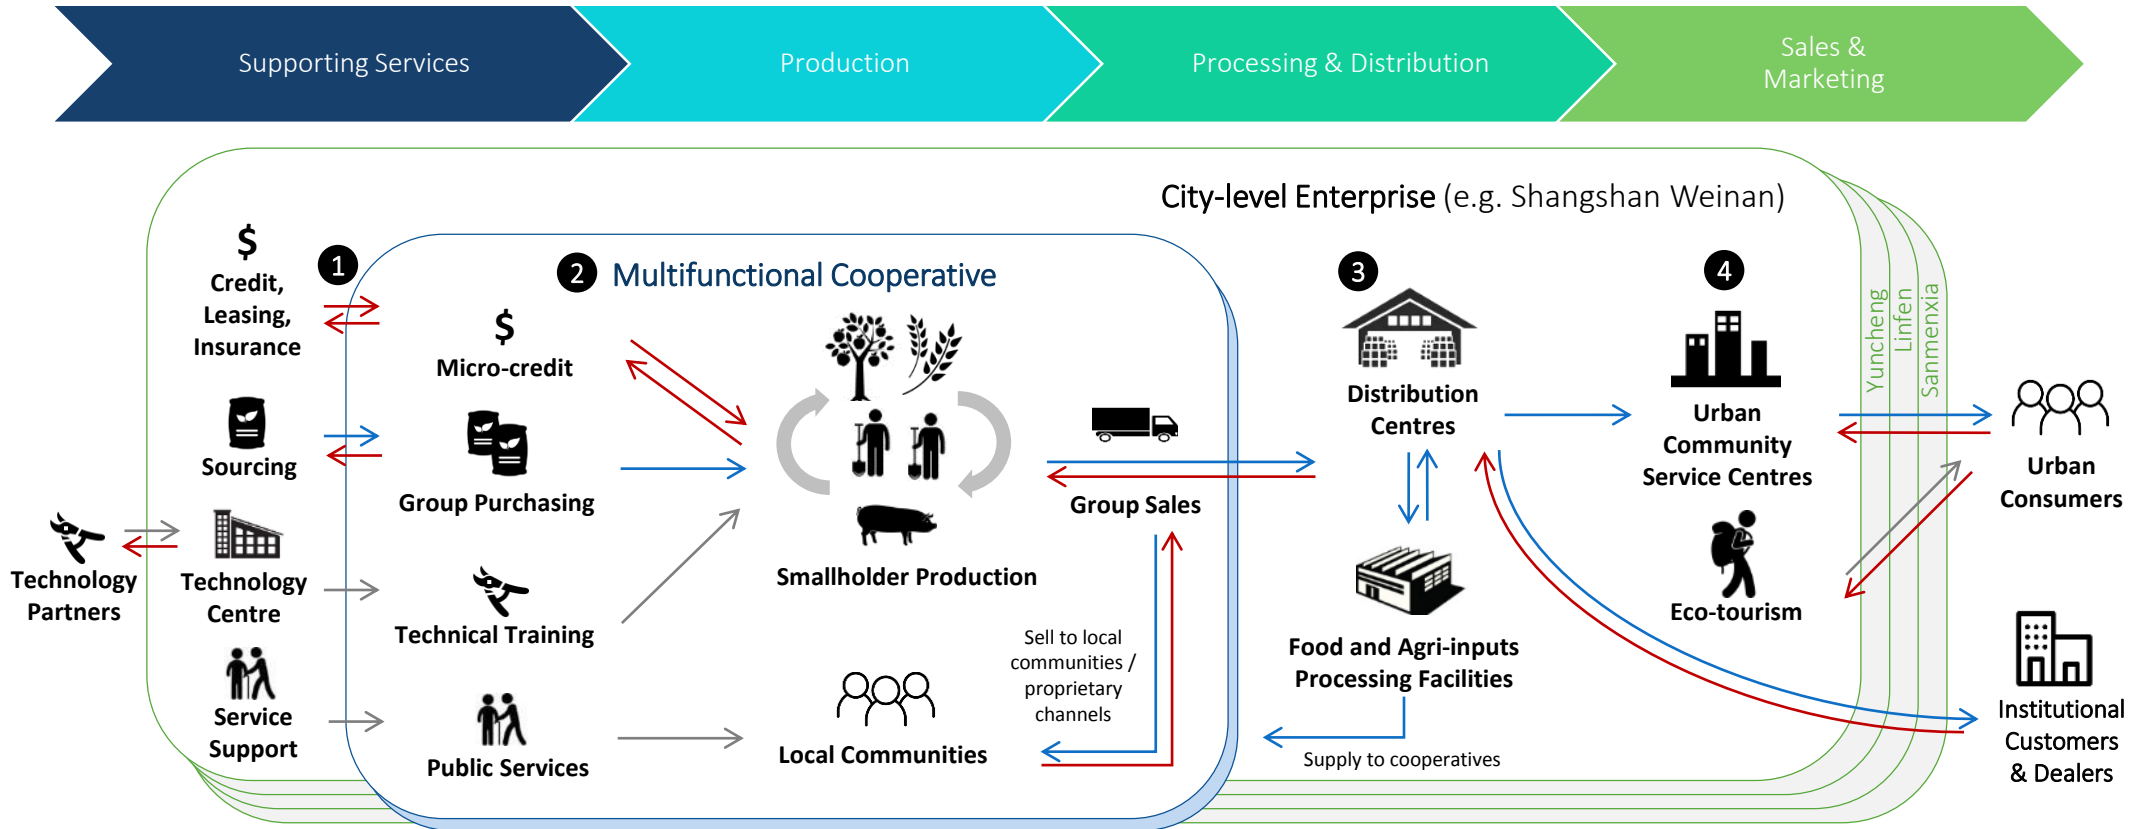 Supporting Services
Production
Processing & Distribution
Sales &
Marketing
City-level Enterprise (e.g. Shangshan Weinan)
Yuncheng
Linfen
Sanmenxia
1
$
Credit,
Leasing,
Insurance
Sourcing
Technology
Partners
Technology
Centre
Service
Support
2
Multifunctional Cooperative
$
Micro-credit
Group Purchasing
Technical Training
Public Services
Smallholder Production
Local Communities
Group Sales
Sell to local
communities /
proprietary
channels
3
Distribution
Centres
Food and Agri-inputs
Processing Facilities
Supply to cooperatives
4
Urban
Community
Service Centres
Eco-tourism
Urban
Consumers
Institutional
Customers
& Dealers